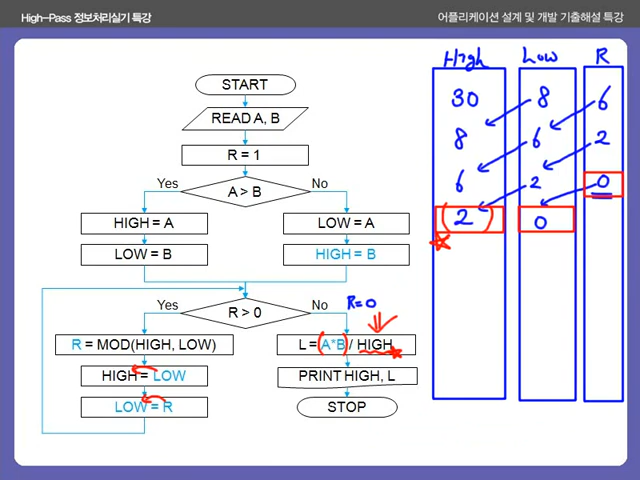 High-Pass 정보처리실기 특강
어플리케이션 설계 및 개발 기출해설 특강
START
READ A, B
R = 1
Yes
A > B
No
HIGH = A
LOW = A
LOW = B
HIGH = B
Yes
R > 0
No
R=0
R = MOD(HIGH, LOW)
L = (A*B) / HIGH
HIGH = LOW
PRINT HIGH, L
LOW = R
STOP
High Low R
30 8 6
8 6 2
6 2 0
(2) 0